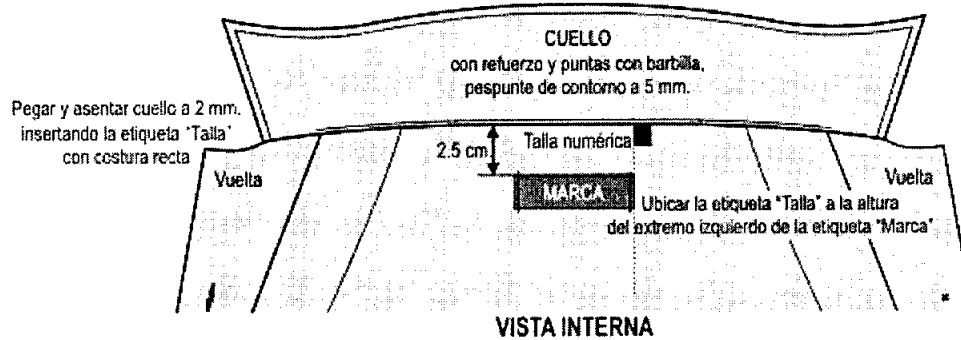 CUELLO
con refuerzo y puntas con barbilla,
pespunte de contorno a 5 mm.
Pegar y asentar cuello a 2 mm.
insertando la etiqueta "Talla"
con costura recta
2.5 cm
Talla numérica
Vuelta
MARCA
Vuelta
Ubicar la etiqueta "Talla" a la altura
del extremo izquierdo de la etiqueta "Marca"
VISTA INTERNA